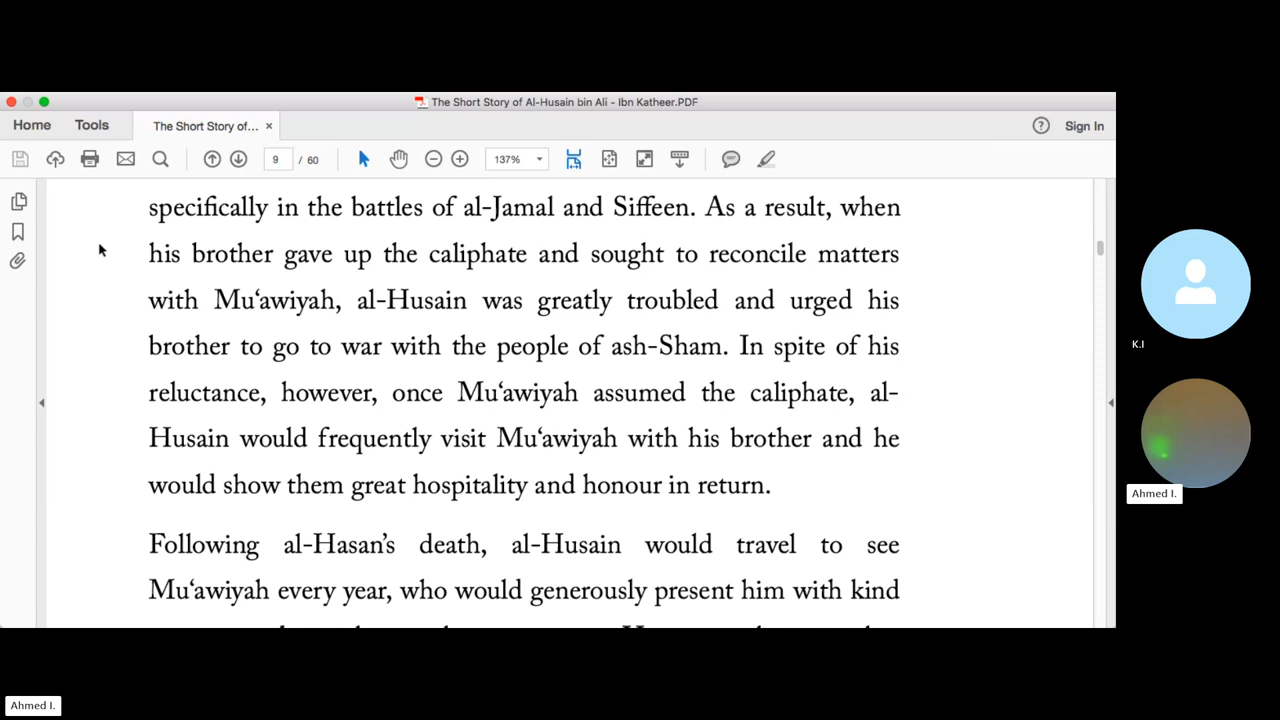 The Short Story of Al-Husain bin Ali - Ibn Katheer.PDF
Home Tools The Short Story of... × Sign In
9 / 60 137%
specifically in the battles of al-Jamal and Siffeen. As a result, when
his brother gave up the caliphate and sought to reconcile matters
with Mu‘awiyah, al-Husain was greatly troubled and urged his
brother to go to war with the people of ash-Sham. In spite of his
reluctance, however, once Mu‘awiyah assumed the caliphate, al-
Husain would frequently visit Mu‘awiyah with his brother and he
would show them great hospitality and honour in return.
Following al-Hasan’s death, al-Husain would travel to see
Mu‘awiyah every year, who would generously present him with kind
K.I
Ahmed I.
Ahmed I.